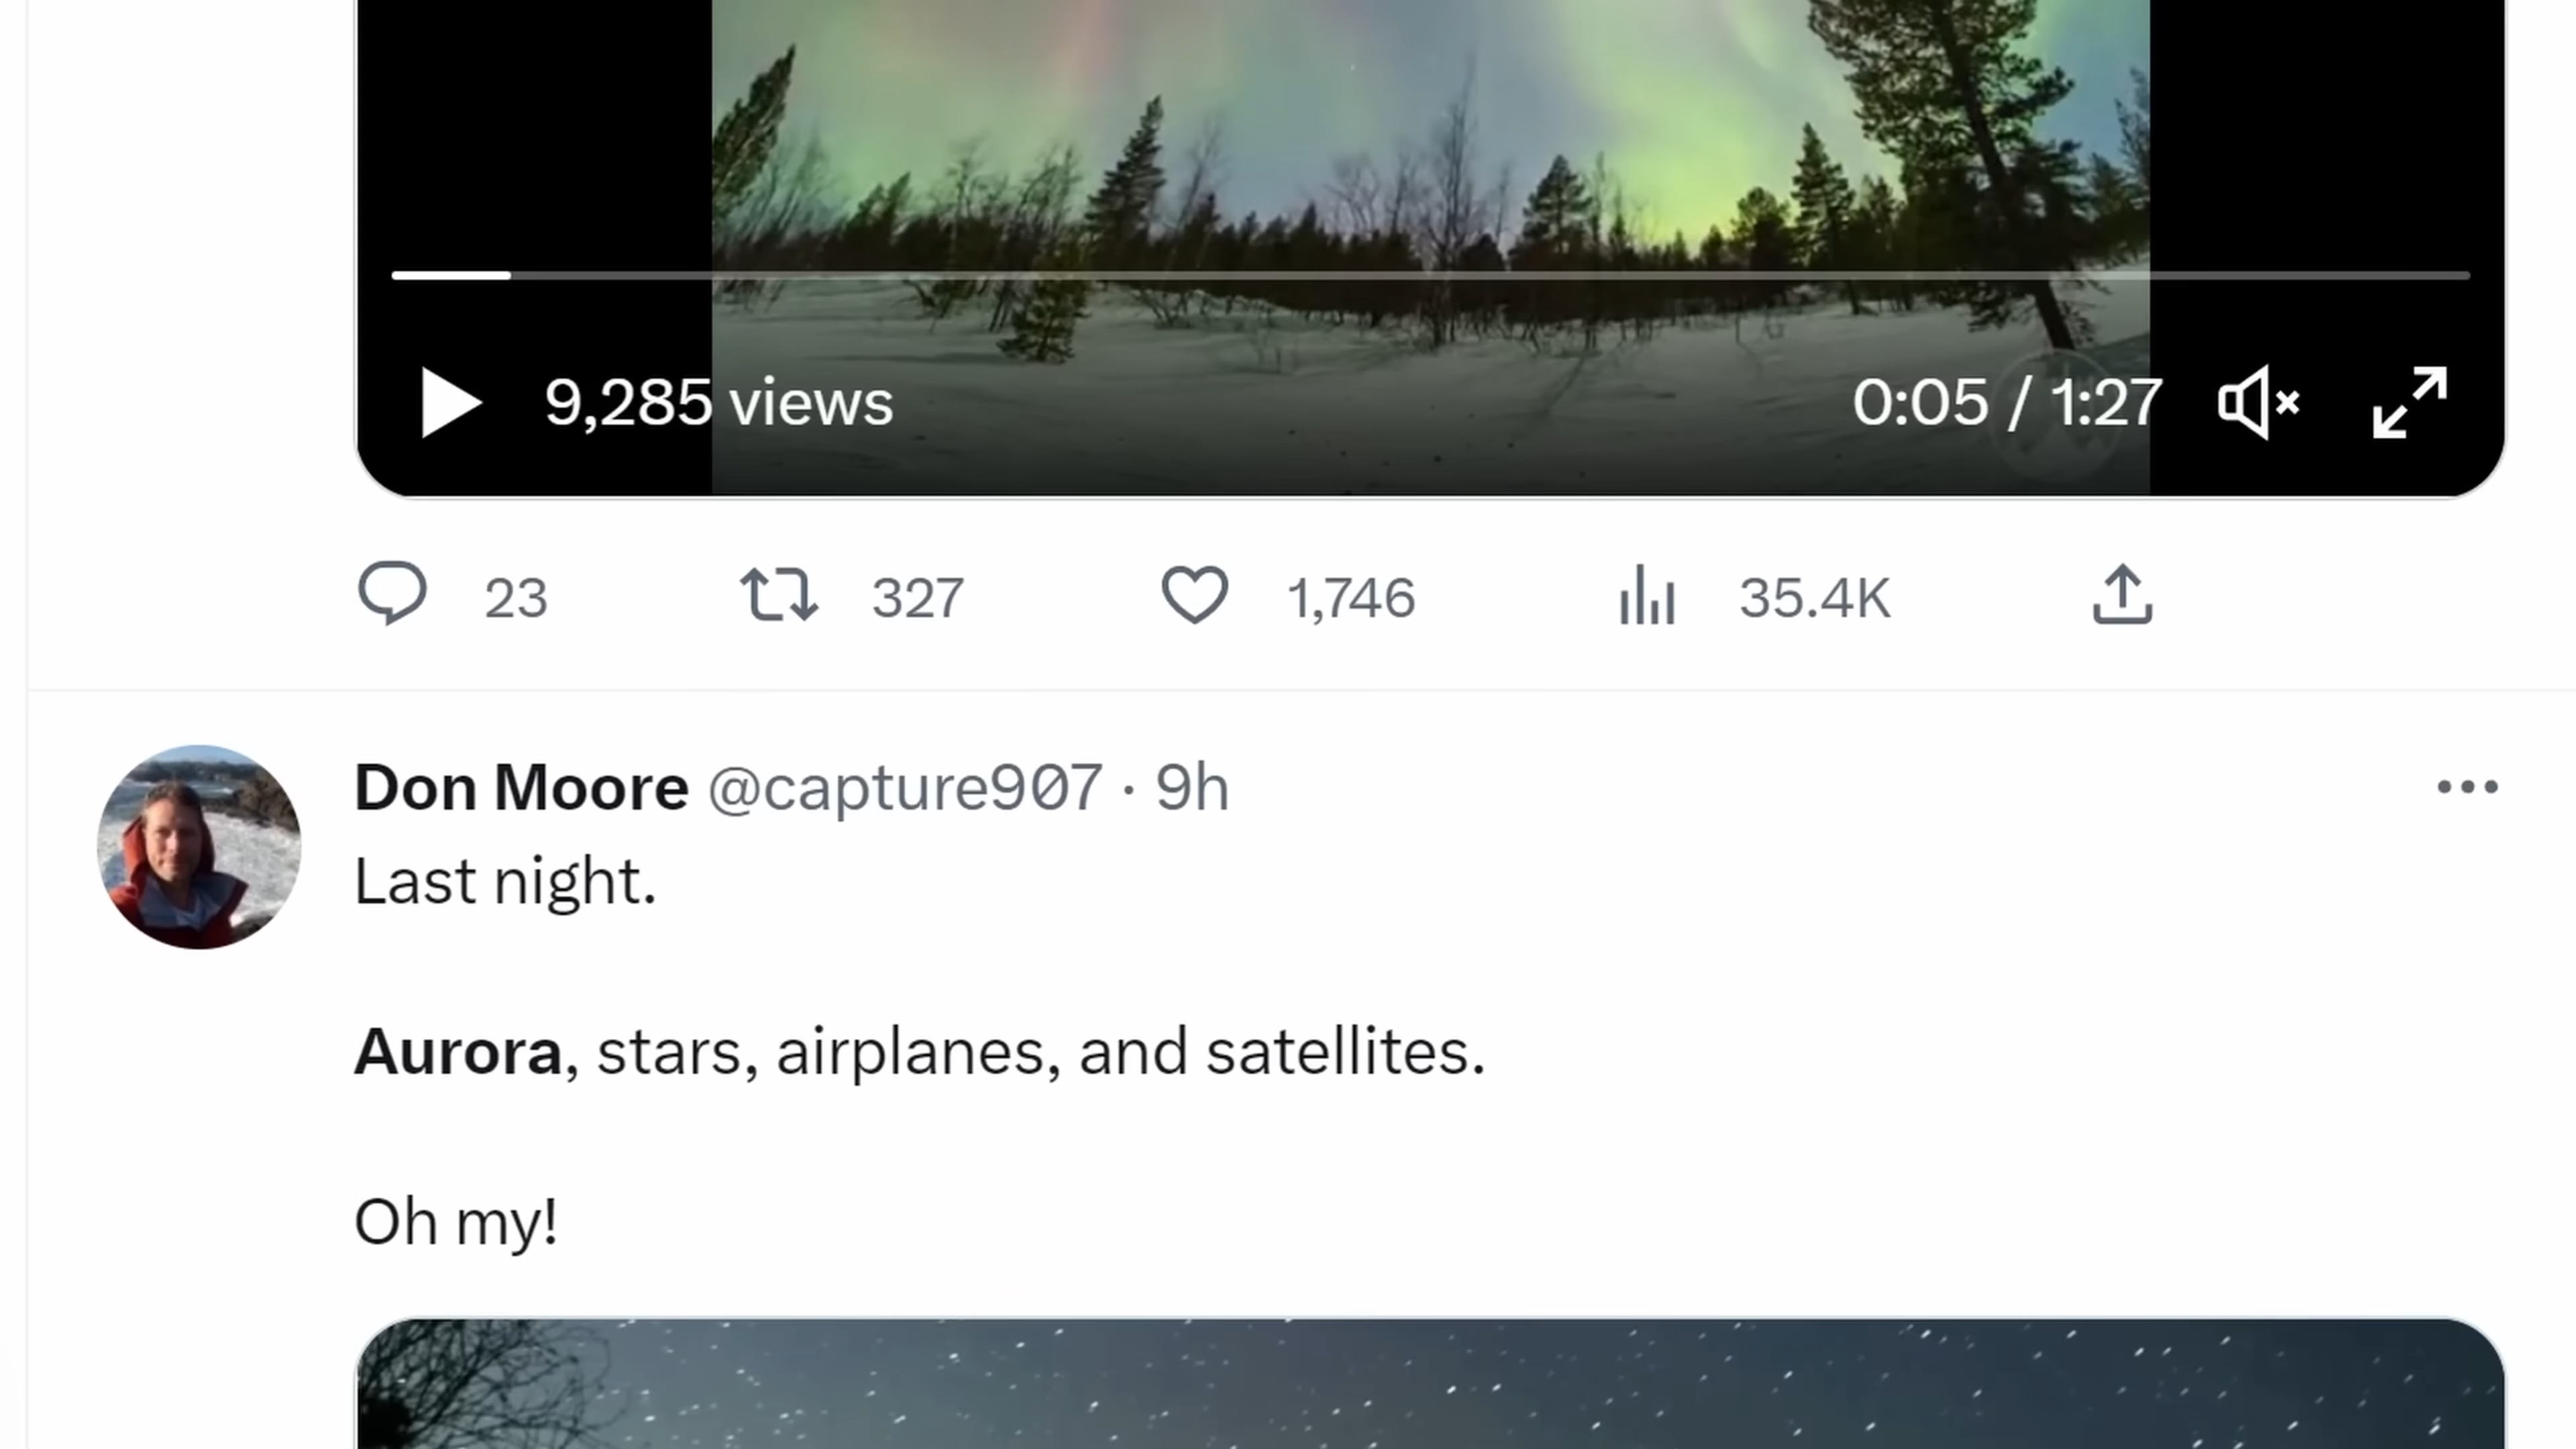 9,285 views
0:05 / 1:27
23 327 1,746 35.4K
Don Moore @capture907 · 9h
Last night.
Aurora, stars, airplanes, and satellites.
Oh my!